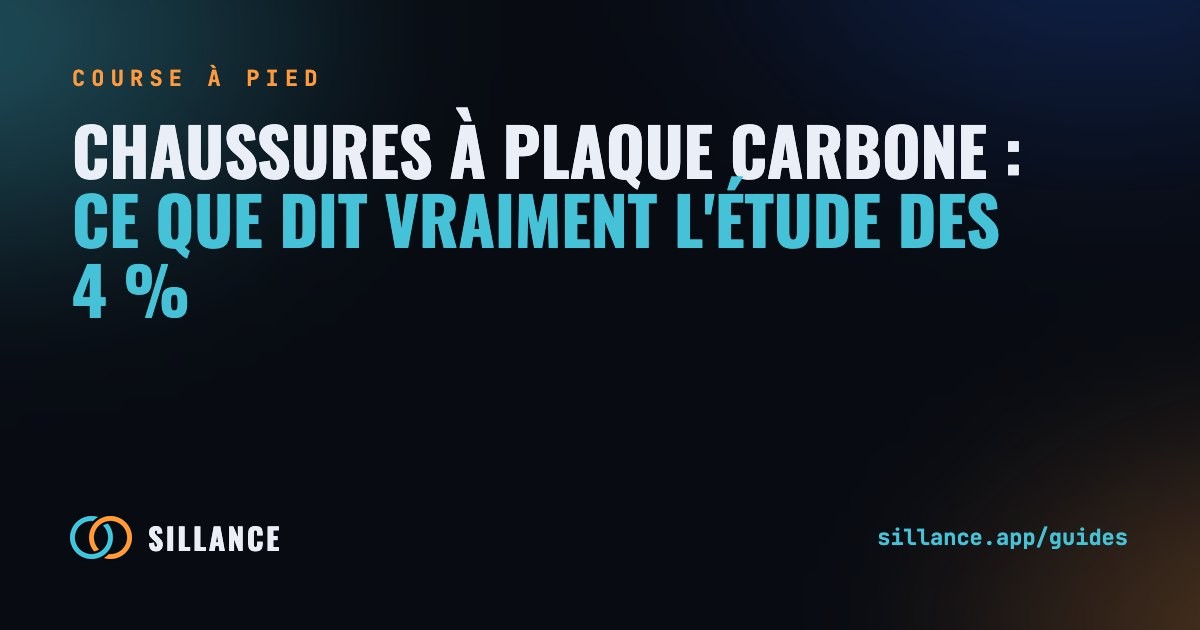 COURSE À PIED
CHAUSSURES À PLAQUE CARBONE :
CE QUE DIT VRAIMENT L'ÉTUDE DES
4 %
SILLANCE
sillance.app/guides